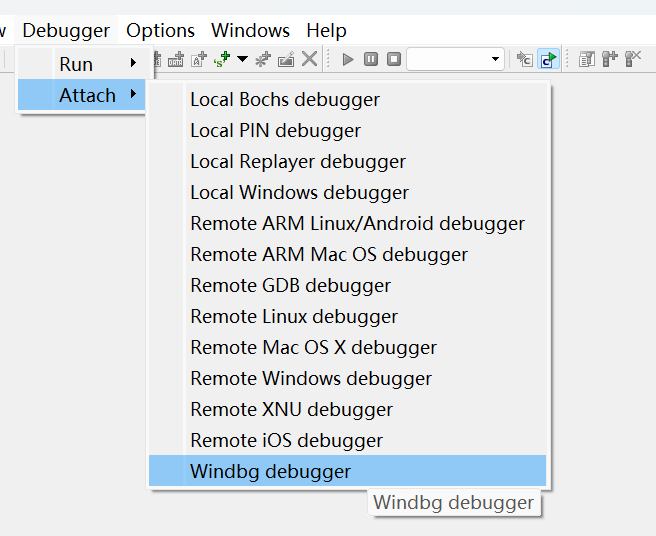 w Debugger Options Windows Help
Run
Attach
Local Bochs debugger
Local PIN debugger
Local Replayer debugger
Local Windows debugger
Remote ARM Linux/Android debugger
Remote ARM Mac OS debugger
Remote GDB debugger
Remote Linux debugger
Remote Mac OS X debugger
Remote Windows debugger
Remote XNU debugger
Remote iOS debugger
Windbg debugger
Windbg debugger